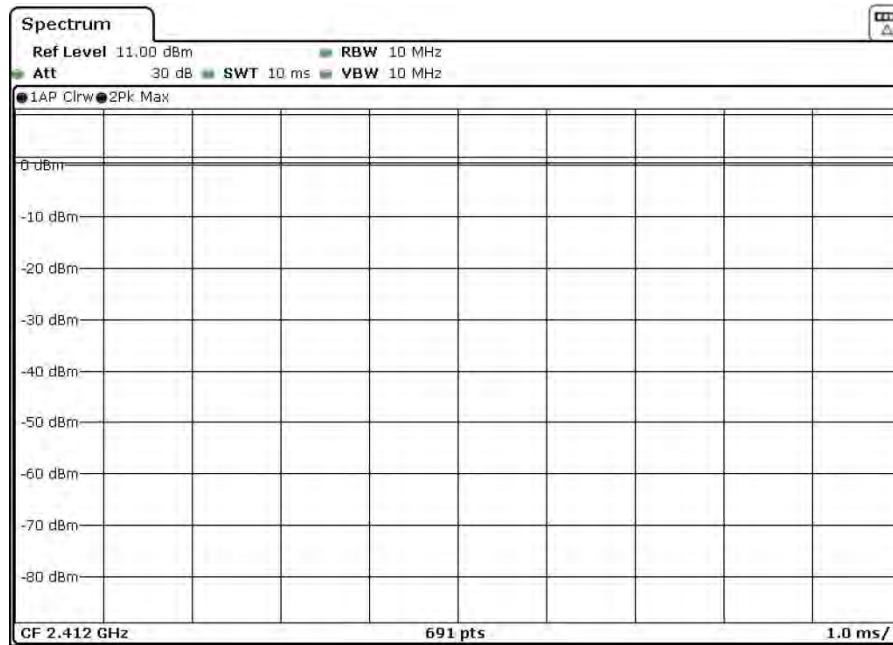 Spectrum
Ref Level 11.00 dBm RBW 10 MHz
Att 30 dB SWT 10 ms VBW 10 MHz
1AP Clrw 2Pk Max
0 dBm
-10 dBm
-20 dBm
-30 dBm
-40 dBm
-50 dBm
-60 dBm
-70 dBm
-80 dBm
CF 2.412 GHz 691 pts 1.0 ms/